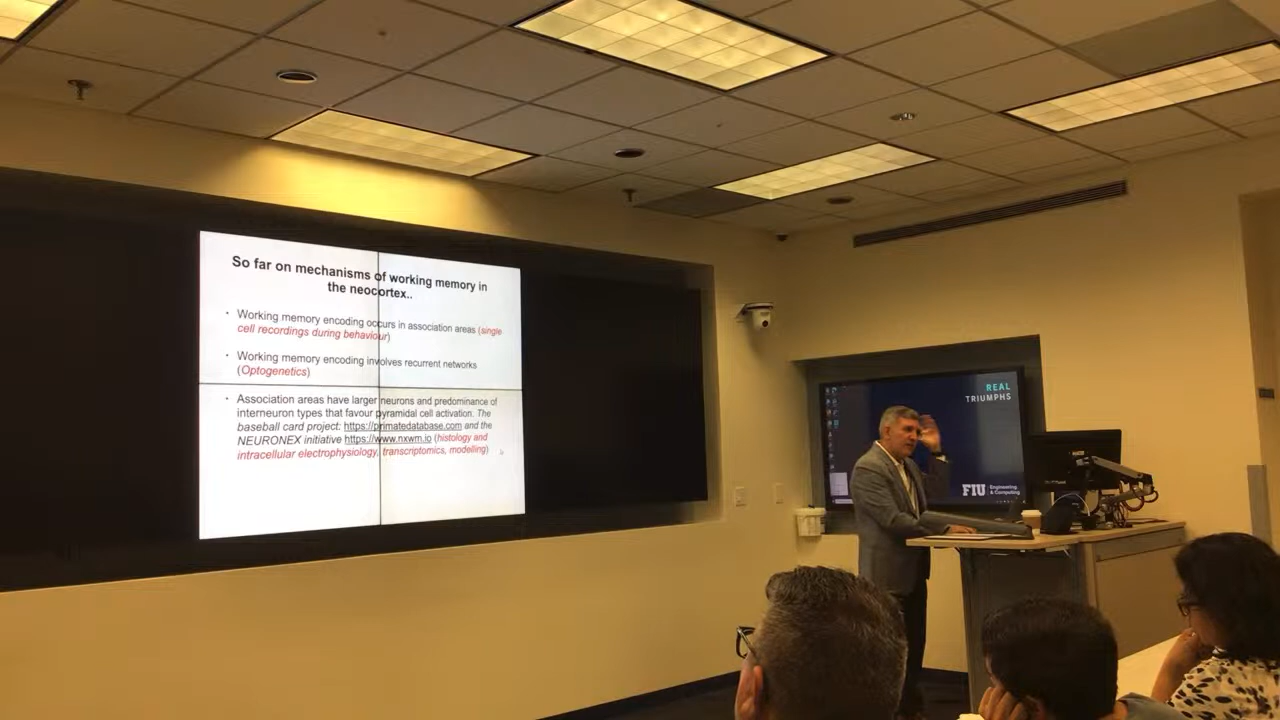 So far on mechanisms of working memory in
the neocortex..
• Working memory encoding occurs in association areas (single
cell recordings during behaviour)
• Working memory encoding involves recurrent networks
(Optogenetics)
• Association areas have larger neurons and predominance of
interneuron types that favour pyramidal cell activation. The
baseball card project: https://primatedatabase.com and the
NEURONEX initiative https://www.nxwm.io (histology and
intracellular electrophysiology, transcriptomics, modelling)
REAL
TRIUMPHS
FIU Engineering
& Computing